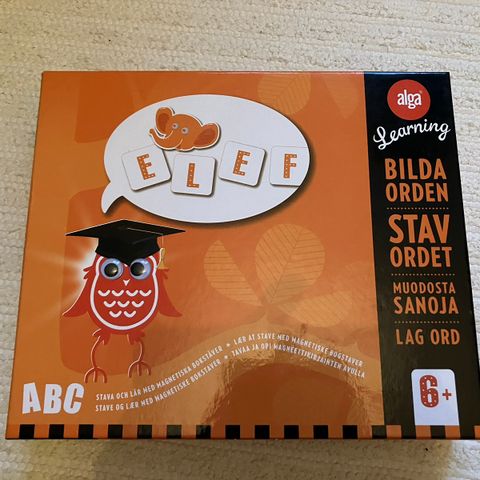 E L E F
alga
Learning
BILDA
ORDEN
STAV
ORDET
MUODOSTA
SANOJA
LAG ORD
6+
ABC
STAVA OCH LÄR MED MAGNETISKA BOKSTÄVER * LÆR AT STAVE MED MAGNETISKE BOGSTAVER
STAVE OG LÆR MED MAGNETISKE BOKSTAVER * TAVAA JA OPI MAGNEETTIKIRJAINTEN AVULLA